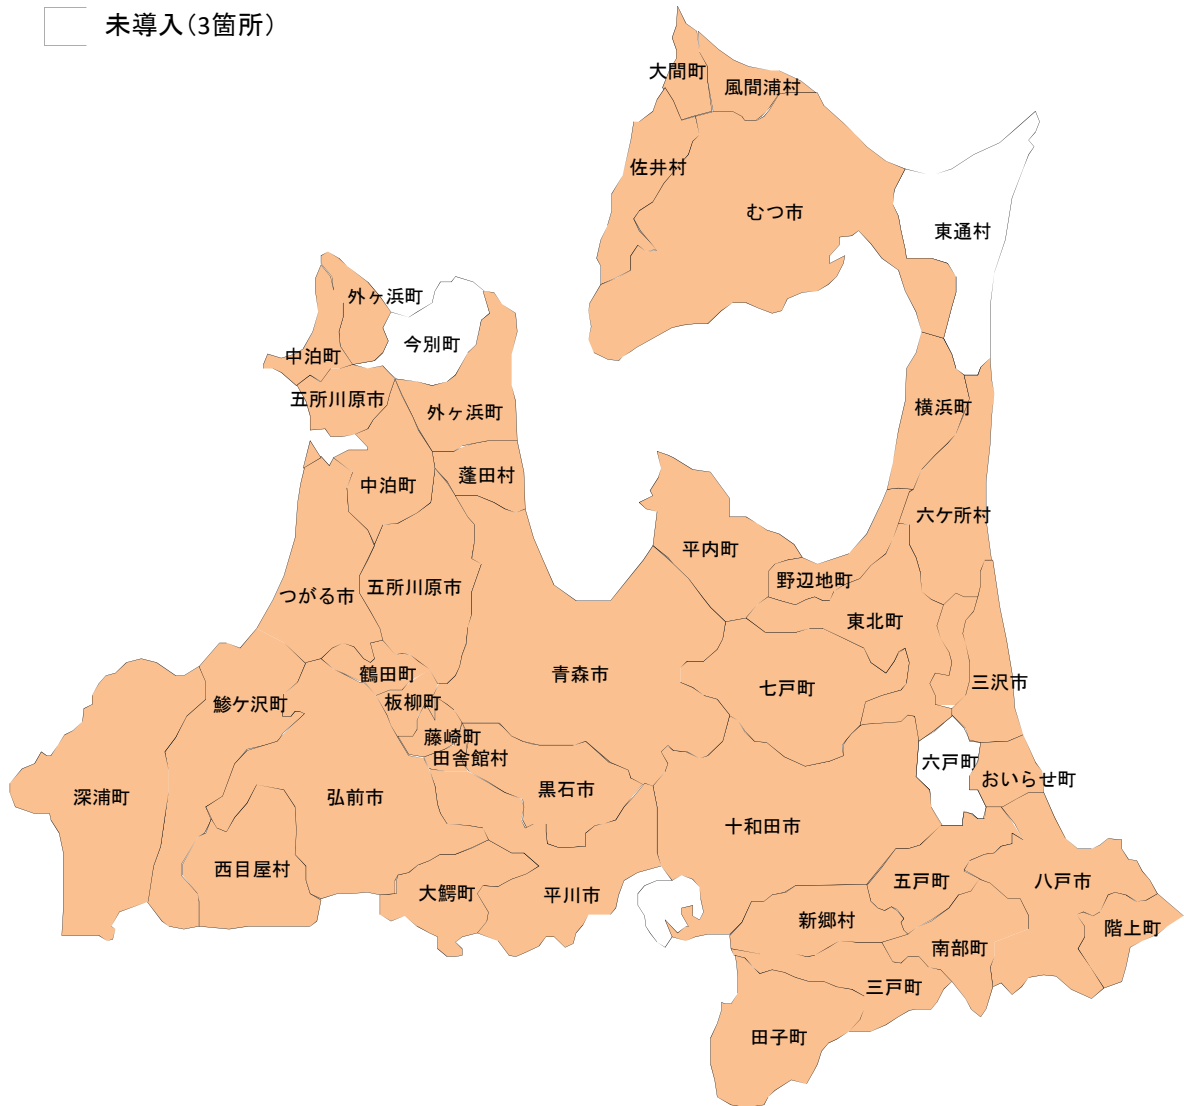 未導入(3箇所)
大間町
風間浦村
佐井村
むつ市
東通村
外ヶ浜町
今別町
中泊町
五所川原市
外ヶ浜町
横浜町
蓬田村
中泊町
六ケ所村
平内町
野辺地町
五所川原市
つがる市
東北町
鶴田町
青森市
三沢市
七戸町
板柳町
鰺ケ沢町
藤崎町
田舎館村
六戸町
おいらせ町
黒石市
深浦町
弘前市
十和田市
西目屋村
五戸町
八戸市
大鰐町
平川市
新郷村
階上町
南部町
三戸町
田子町